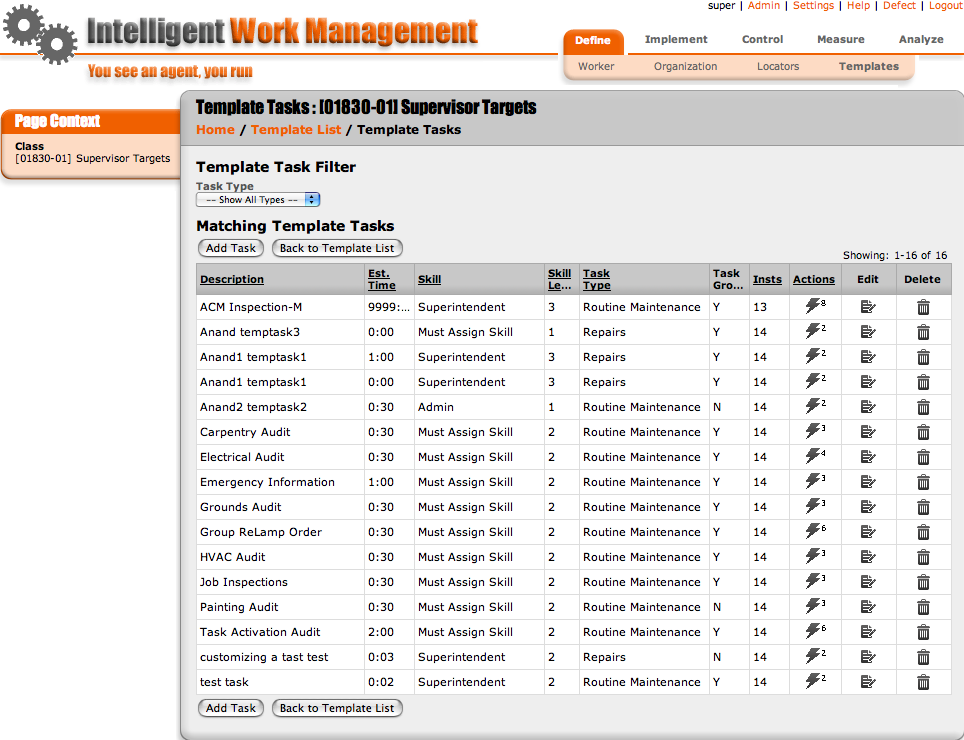 super | Admin | Settings | Help | Defect | Logout
Intelligent Work Management
You see an agent, you run
Define Implement Control Measure Analyze
Worker Organization Locators Templates
Page Context
Class
[01830-01] Supervisor Targets
Template Tasks : [01830-01] Supervisor Targets
Home / Template List / Template Tasks
Template Task Filter
Task Type
-- Show All Types --
Matching Template Tasks
Add Task Back to Template List
Showing: 1-16 of 16
Description Est. Time Skill Skill Le... Task Type Task Gro... Insts Actions Edit Delete
ACM Inspection-M 9999:... Superintendent 3 Routine Maintenance Y 13 8
Anand temptask3 0:00 Must Assign Skill 1 Repairs Y 14 2
Anand1 temptask1 1:00 Superintendent 3 Repairs Y 14 2
Anand1 temptask1 0:00 Superintendent 3 Repairs Y 14 2
Anand2 temptask2 0:30 Admin 1 Routine Maintenance N 14 2
Carpentry Audit 0:30 Must Assign Skill 2 Routine Maintenance Y 14 3
Electrical Audit 0:30 Must Assign Skill 2 Routine Maintenance Y 14 4
Emergency Information 1:00 Must Assign Skill 2 Routine Maintenance Y 14 3
Grounds Audit 0:30 Must Assign Skill 2 Routine Maintenance Y 14 3
Group ReLamp Order 0:30 Must Assign Skill 2 Routine Maintenance Y 14 6
HVAC Audit 0:30 Must Assign Skill 2 Routine Maintenance Y 14 3
Job Inspections 0:30 Must Assign Skill 2 Routine Maintenance Y 14 3
Painting Audit 0:30 Must Assign Skill 2 Routine Maintenance N 14 3
Task Activation Audit 2:00 Must Assign Skill 2 Routine Maintenance Y 14 6
customizing a tast test 0:03 Superintendent 2 Repairs N 14 2
test task 0:02 Superintendent 2 Routine Maintenance Y 14 2
Add Task Back to Template List